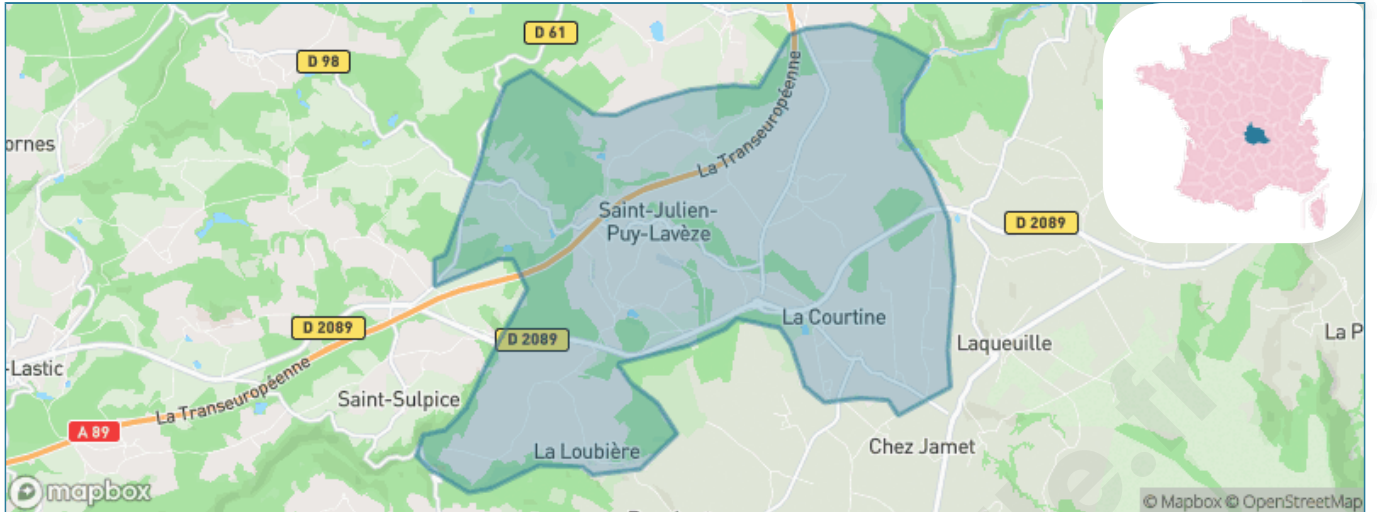 D 61
D 98
ornes
La Transeuropéenne
Saint-Julien-
Puy-Lavèze
D 2089
D 2089
D 2089
La Courtine
Laqueuille
La P
-Lastic
La Transeuropéenne
Saint-Sulpice
A 89
Chez Jamet
La Loubière
mapbox
© Mapbox © OpenStreetMap